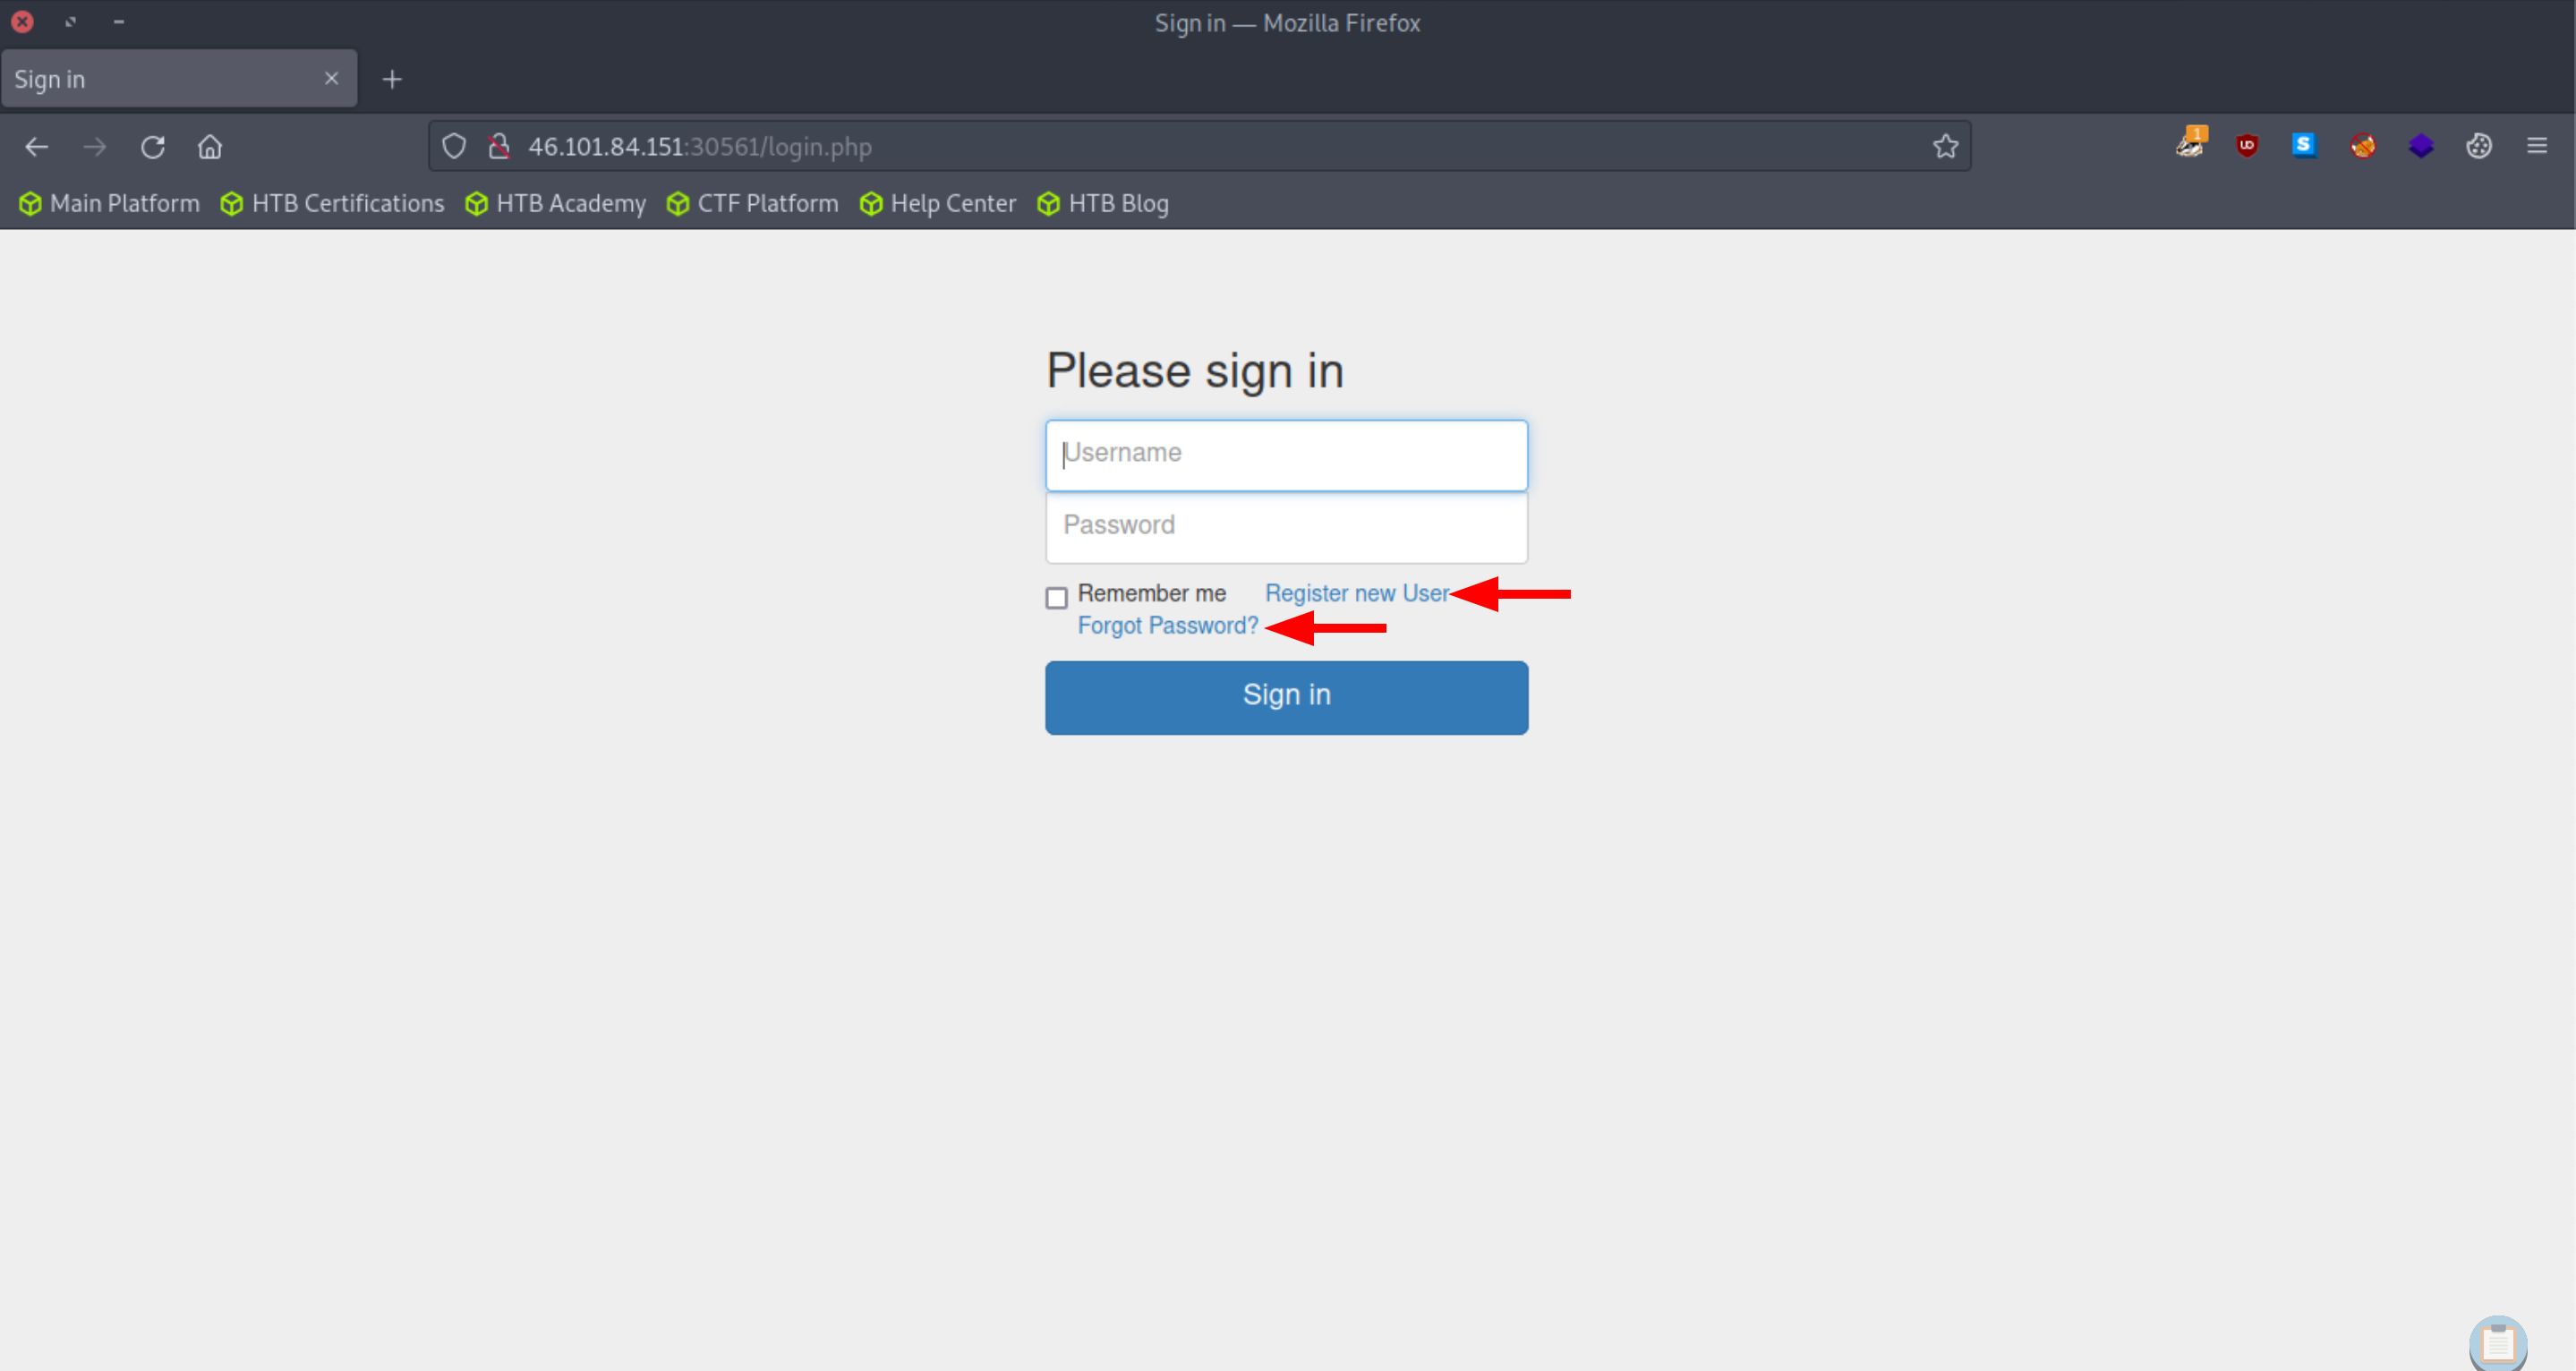 Sign in — Mozilla Firefox
Sign in
46.101.84.151:30561/login.php
1
Main Platform HTB Certifications HTB Academy CTF Platform Help Center HTB Blog
Please sign in
Username
Password
Remember me Register new User
Forgot Password?
Sign in